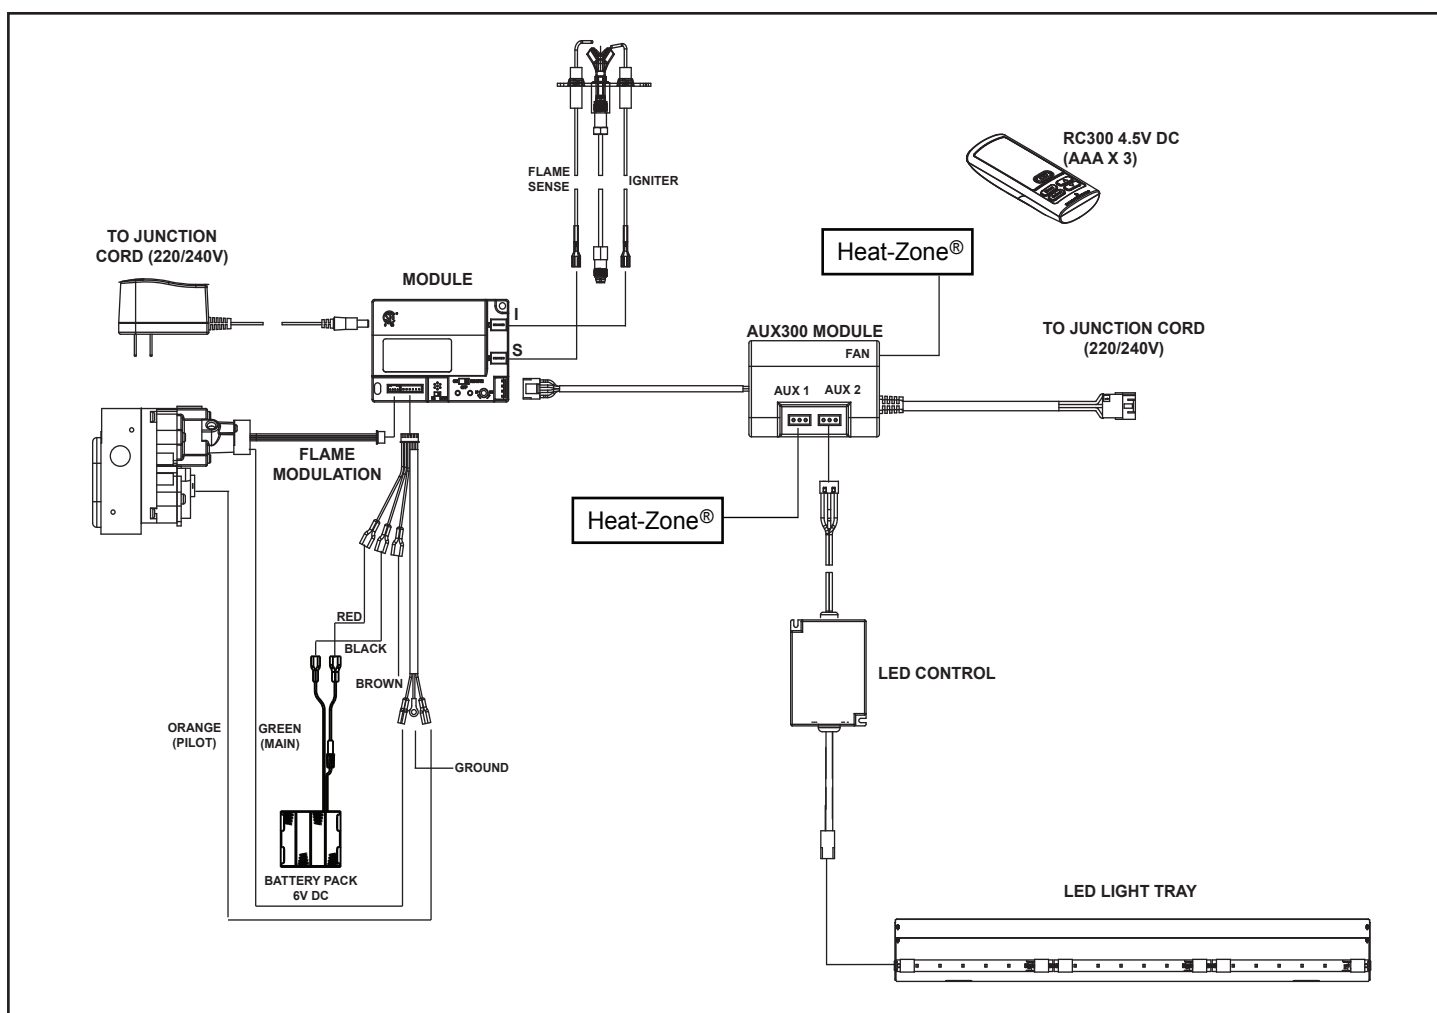 RC300 4.5V DC
(AAA X 3)
FLAME
SENSE
IGNITER
TO JUNCTION
CORD (220/240V)
Heat-Zone®
MODULE
I
S
AUX300 MODULE
FAN
AUX 1
AUX 2
TO JUNCTION CORD
(220/240V)
FLAME
MODULATION
Heat-Zone®
RED
BLACK
BROWN
LED CONTROL
ORANGE
(PILOT)
GREEN
(MAIN)
GROUND
BATTERY PACK
6V DC
LED LIGHT TRAY